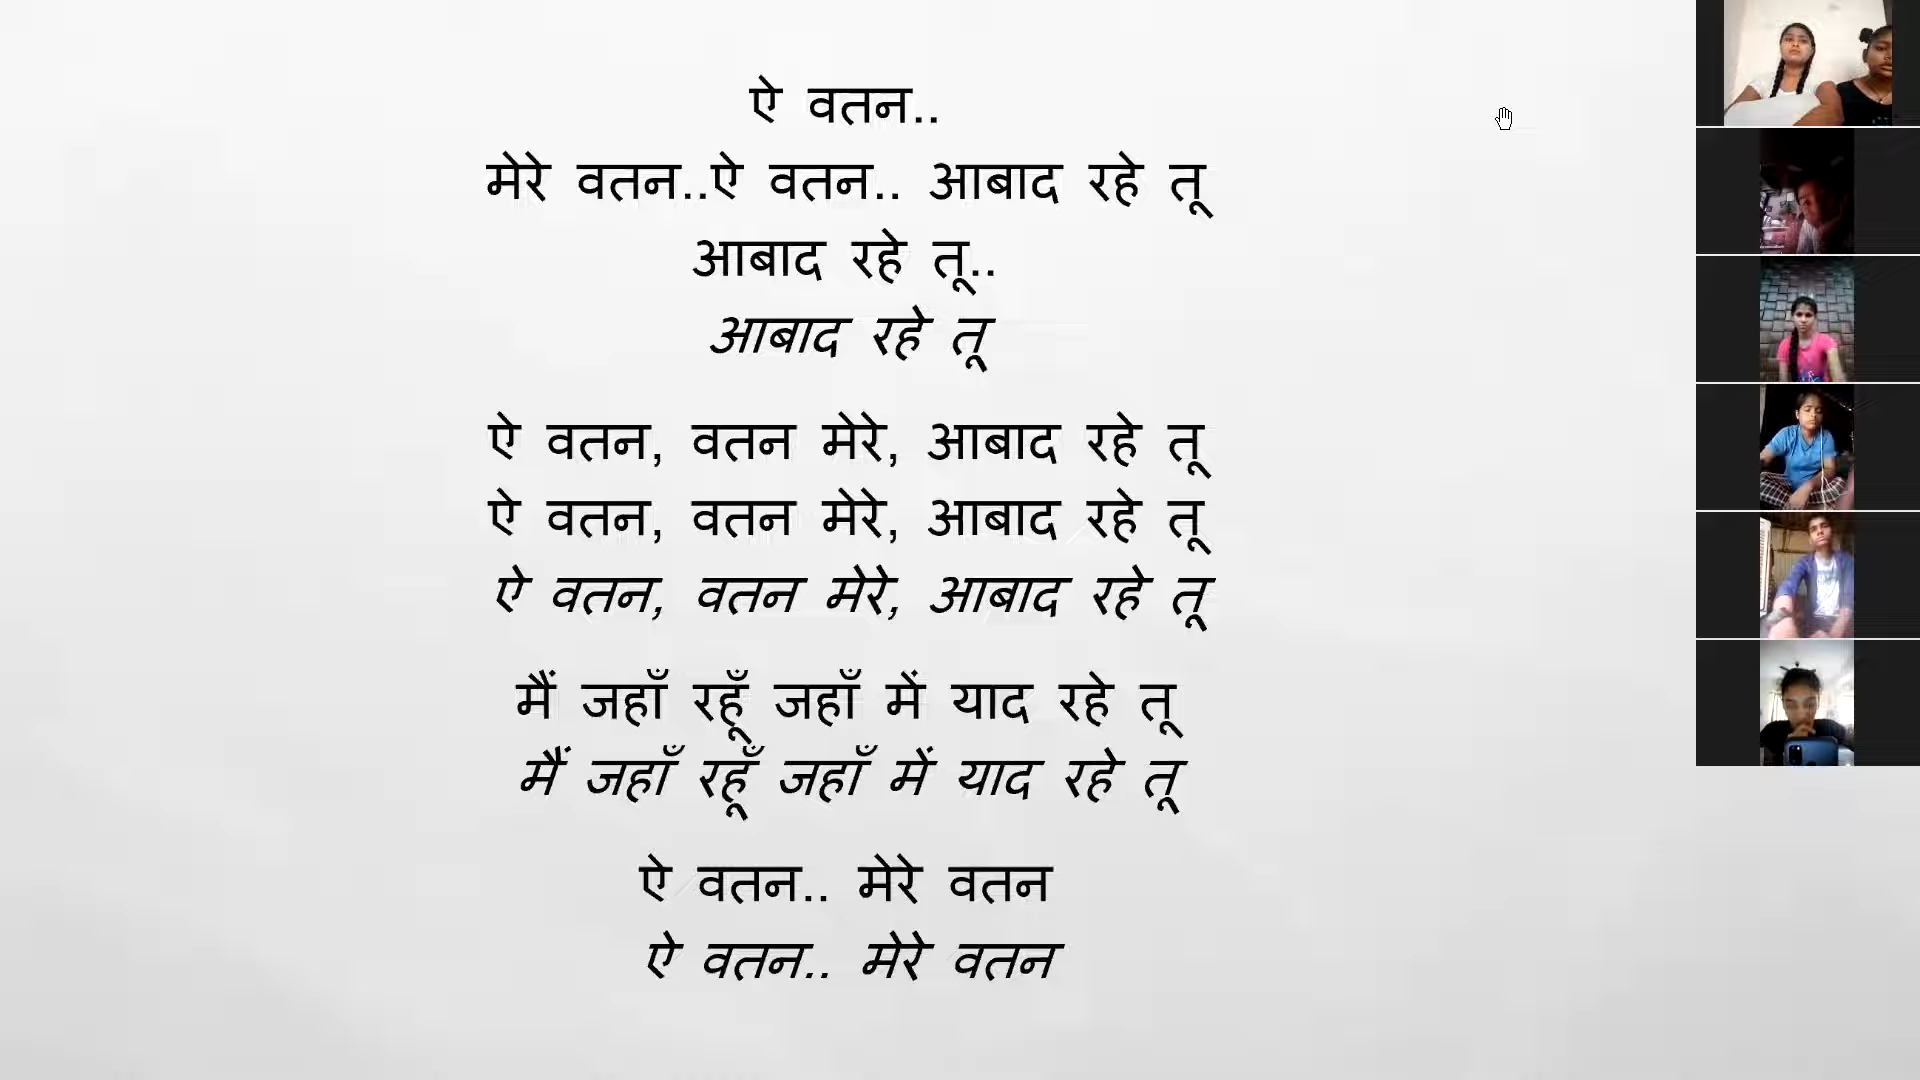 ऐ वतन..
मेरे वतन..ऐ वतन.. आबाद रहे तू
आबाद रहे तू..
आबाद रहे तू
ऐ वतन, वतन मेरे, आबाद रहे तू
ऐ वतन, वतन मेरे, आबाद रहे तू
ऐ वतन, वतन मेरे, आबाद रहे तू
मैं जहाँ रहूँ जहाँ में याद रहे तू
मैं जहाँ रहूँ जहाँ में याद रहे तू
ऐ वतन.. मेरे वतन
ऐ वतन.. मेरे वतन